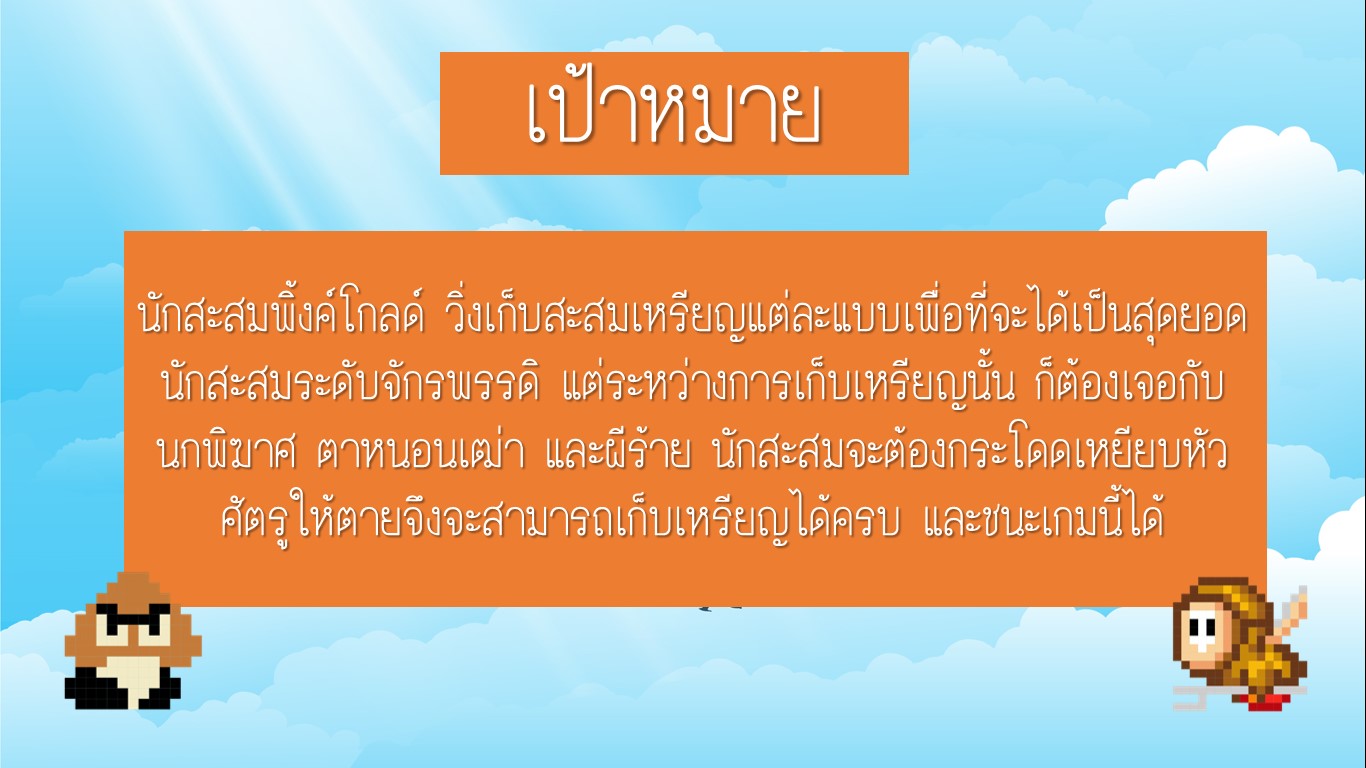 เป้าหมาย
นักสะสมพิ้งค์โกลด์ วิ่งเก็บสะสมเหรียญแต่ละแบบเพื่อที่จะได้เป็นสุดยอด
นักสะสมระดับจักรพรรดิ แต่ระหว่างการเก็บเหรียญนั้น ก็ต้องเจอกับ
นกพิฆาศ ตาหนอนเฒ่า และผีร้าย นักสะสมจะต้องกระโดดเหยียบหัว
ศัตรูให้ตายจึงจะสามารถเก็บเหรียญได้ครบ และชนะเกมนี้ได้